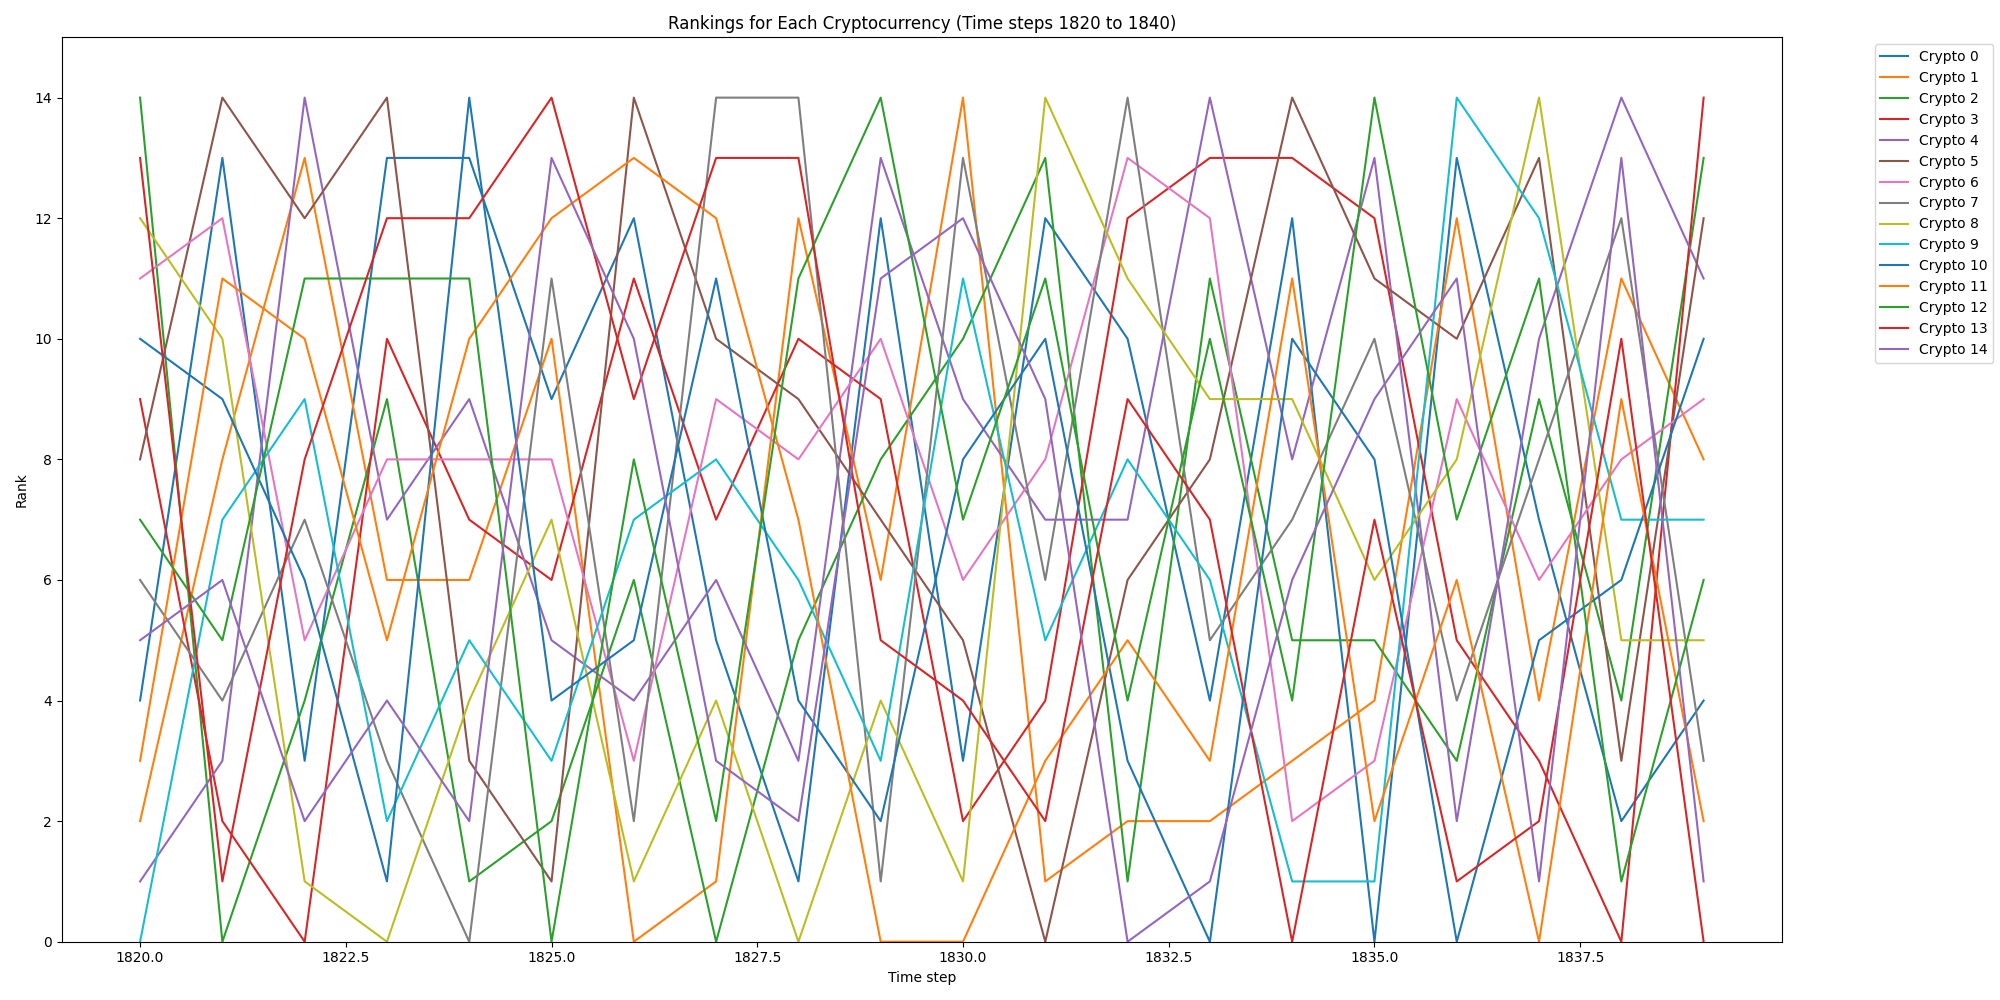 Rankings for Each Cryptocurrency (Time steps 1820 to 1840)
Rank
14
12
10
8
6
4
2
0
1820.0 1822.5 1825.0 1827.5 1830.0 1832.5 1835.0 1837.5
Time step
Crypto 0
Crypto 1
Crypto 2
Crypto 3
Crypto 4
Crypto 5
Crypto 6
Crypto 7
Crypto 8
Crypto 9
Crypto 10
Crypto 11
Crypto 12
Crypto 13
Crypto 14